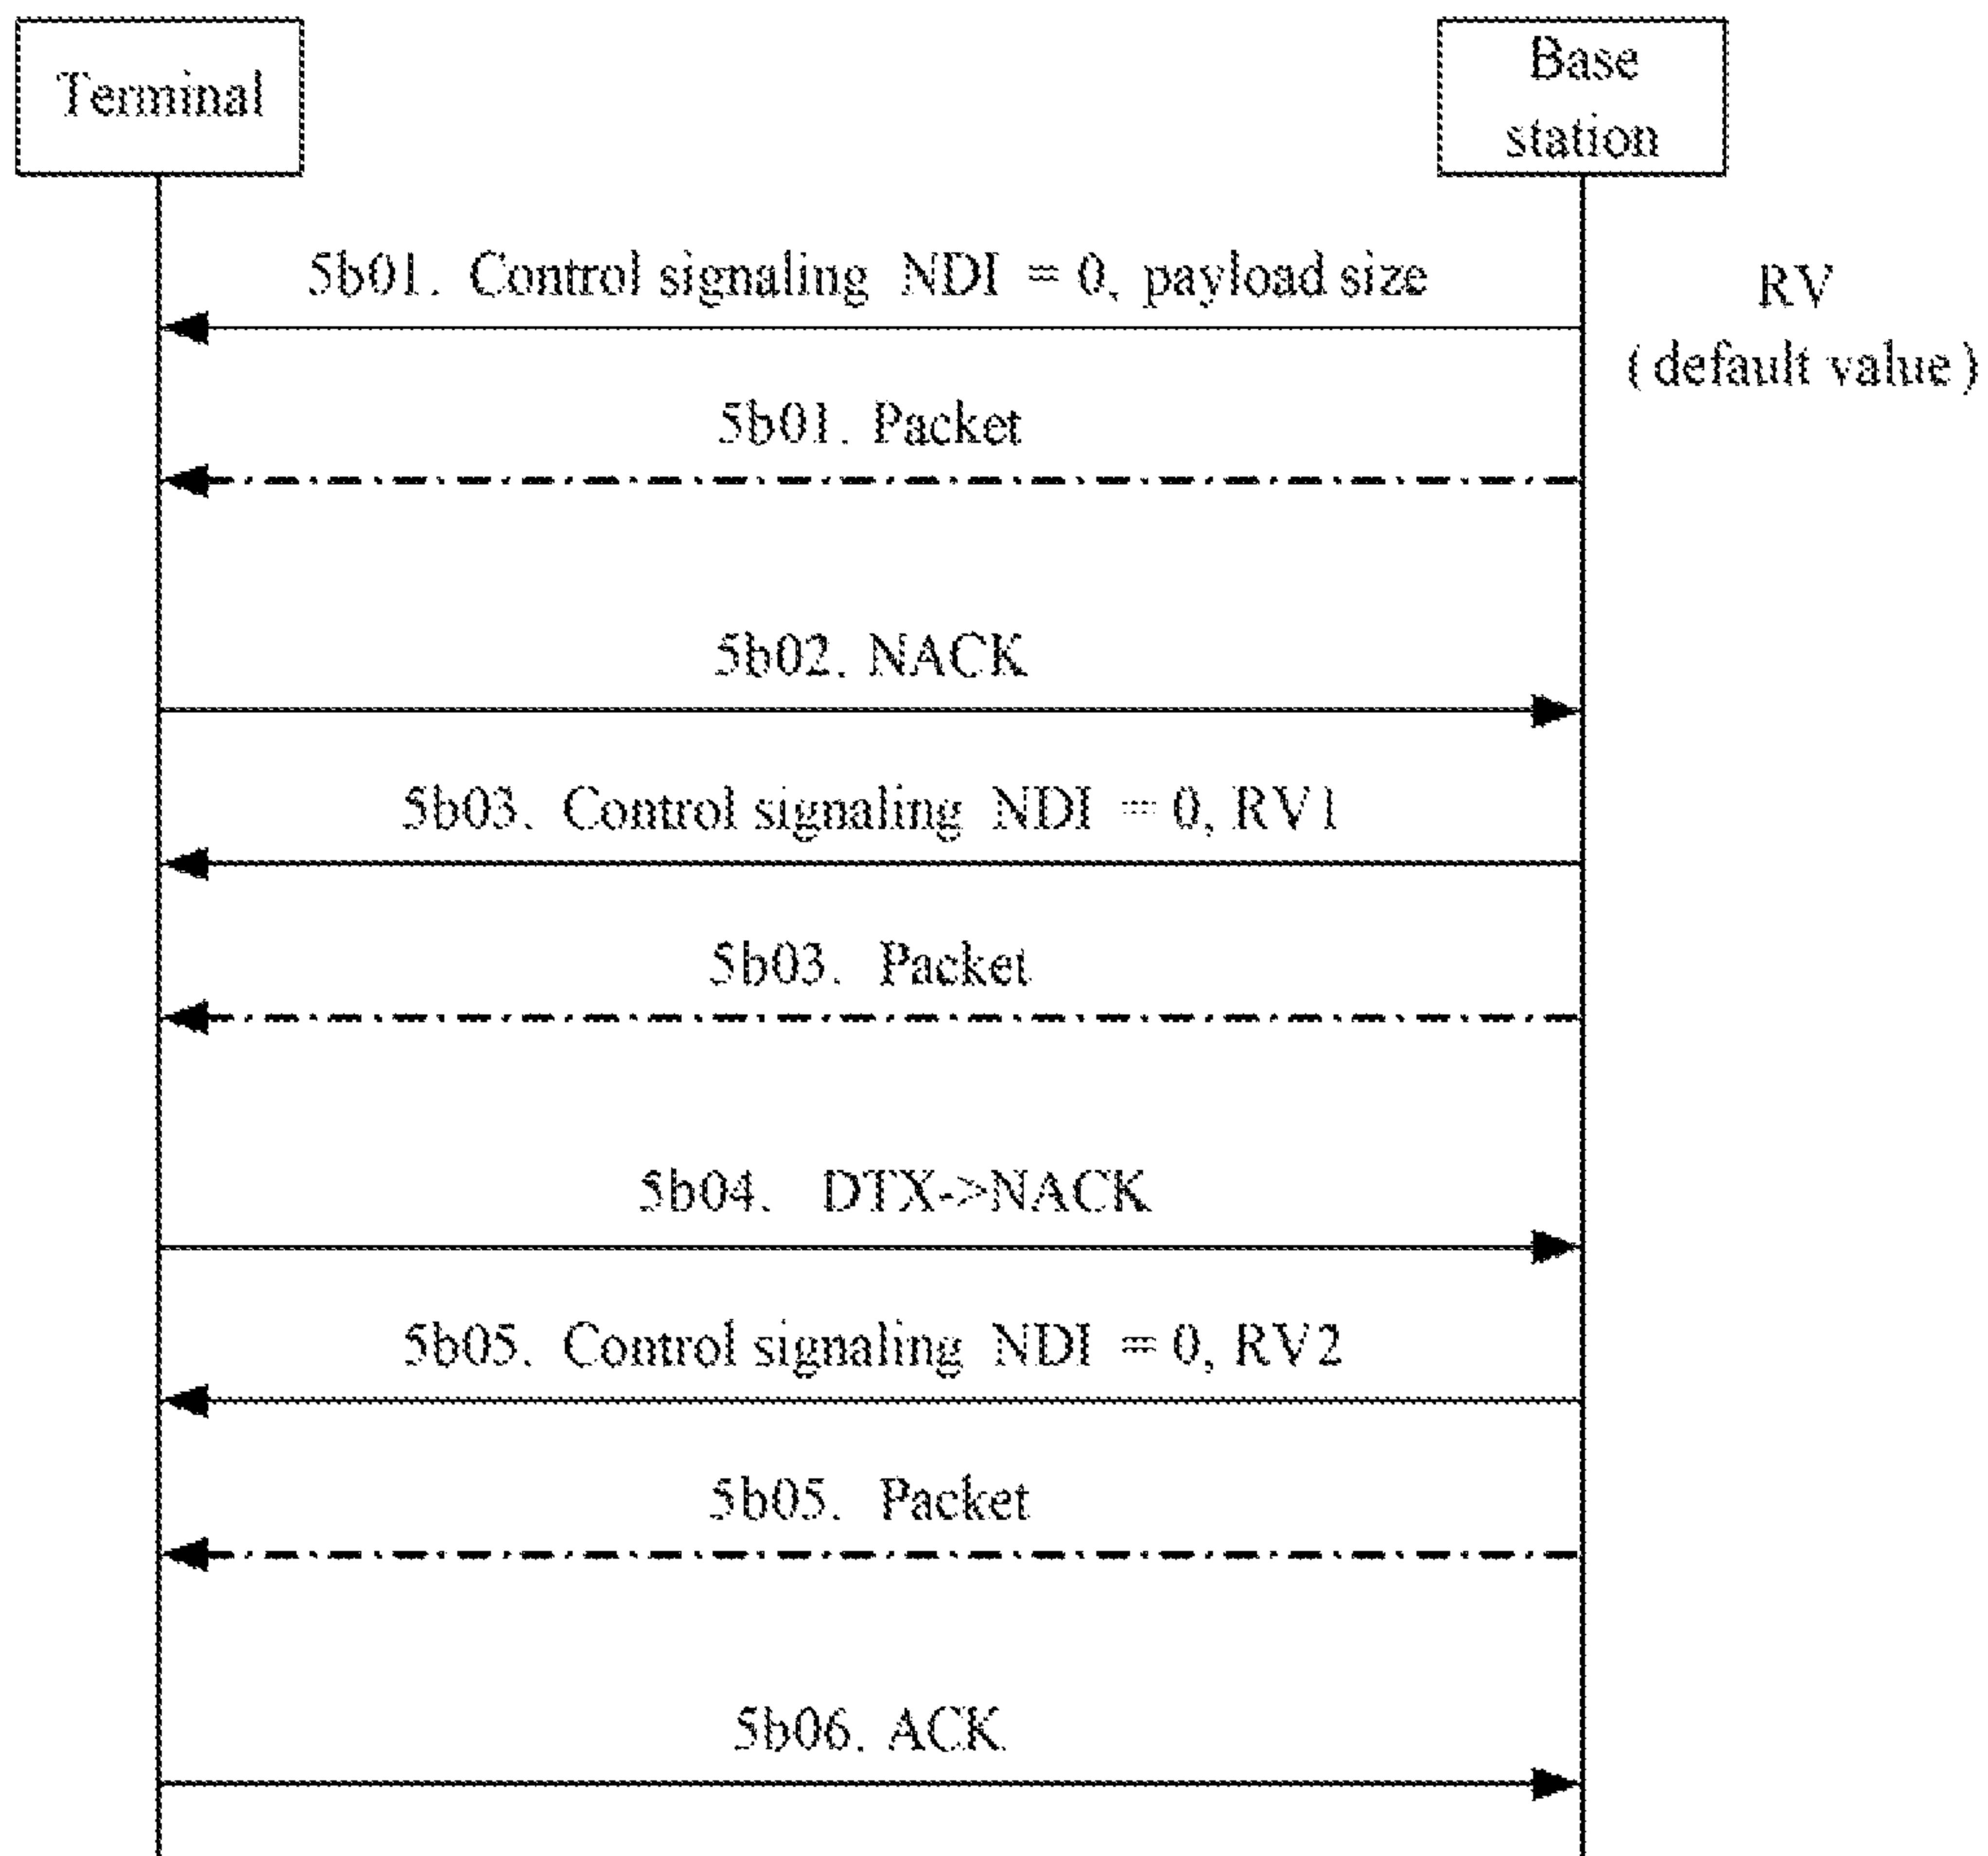 Terminal
Base
station
5b01. Control signaling NDI = 0, payload size
RV
(default value)
5b01. Packet
5b02. NACK
5b03. Control signaling NDI = 0, RV1
5b03. Packet
5b04. DTX->NACK
5b05. Control signaling NDI = 0, RV2
5b05. Packet
5b06. ACK